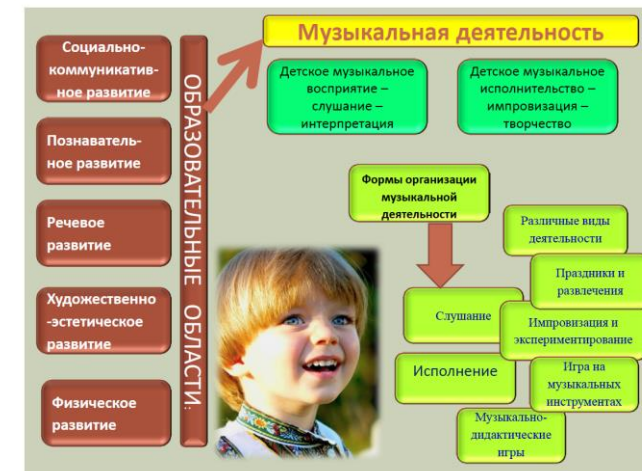 Музыкальная деятельность
Социально-
коммуникатив-
ное развитие
Познаватель-
ное развитие
Речевое
развитие
Художественно
-эстетическое
развитие
Физическое
развитие
ОБРАЗОВАТЕЛЬНЫЕ ОБЛАСТИ:
Детское музыкальное
восприятие –
слушание –
интерпретация
Детское музыкальное
исполнительство –
импровизация –
творчество
Формы организации
музыкальной
деятельности
Различные виды
деятельности
Праздники и
развлечения
Слушание
Импровизация и
экспериментирование
Исполнение
Игра на
музыкальных
инструментах
Музыкально-
дидактические
игры